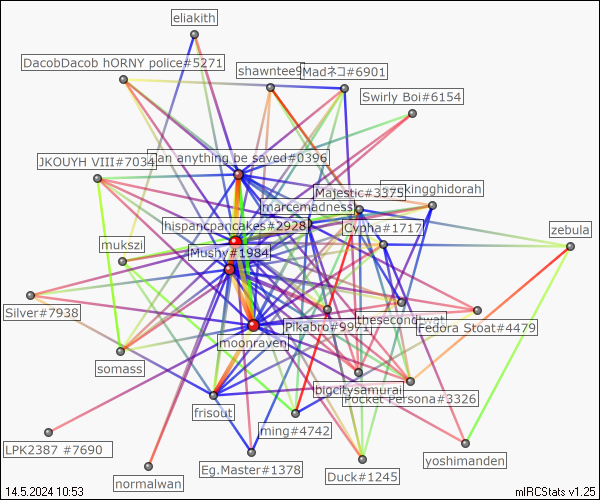 eliakith
DacobDacob hORNY police#5271
shawntee9
Madネコ#6901
Swirly Boi#6154
JKOUYH VIII#7034
an anything be saved#0396
Majestic#3375
kingghidorah
marcemadness
hispancpancakes#2928
Cypha#1717
zebula
mukszi
Mushy#1984
Silver#7938
Pikabro#9971
thesecondtwan
Fedora Stoat#4479
moonraven
somass
bigcitysamurai
Pocket Persona#3326
frisout
ming#4742
LPK2387 #7690
normalwan
Eg.Master#1378
Duck#1245
yoshimanden
14.5.2024 10:53
mIRCStats v1.25